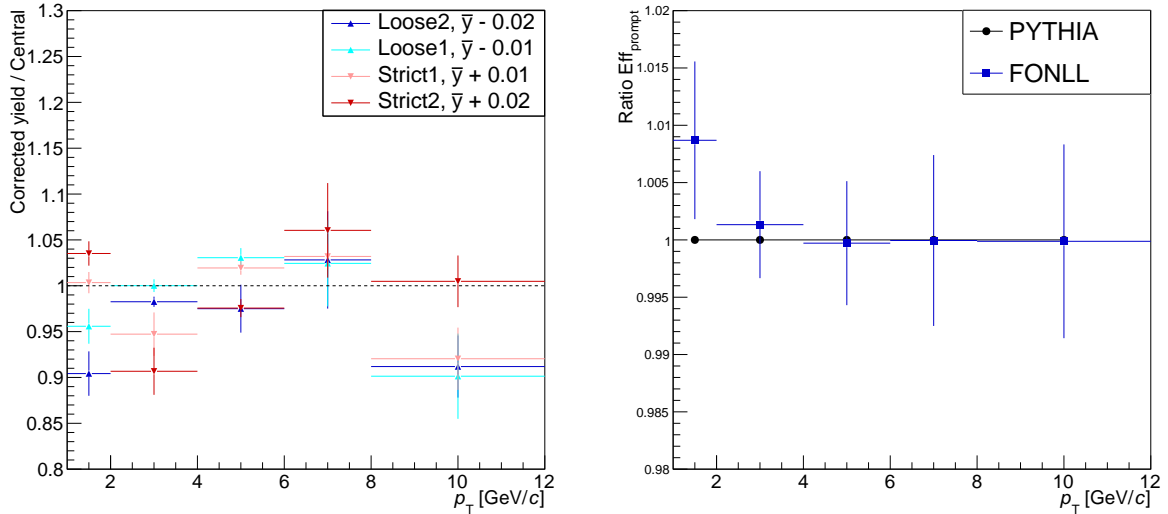 Corrected yield / Central
1.3
1.25
1.2
1.15
1.1
1.05
1
0.95
0.9
0.85
0.8
Loose2, y̅ - 0.02
Loose1, y̅ - 0.01
Strict1, y̅ + 0.01
Strict2, y̅ + 0.02
2 4 6 8 10 12
p_T [GeV/c]
Ratio Eff_prompt
1.02
1.015
1.01
1.005
1
0.995
0.99
0.985
0.98
PYTHIA
FONLL
2 4 6 8 10 12
p_T [GeV/c]